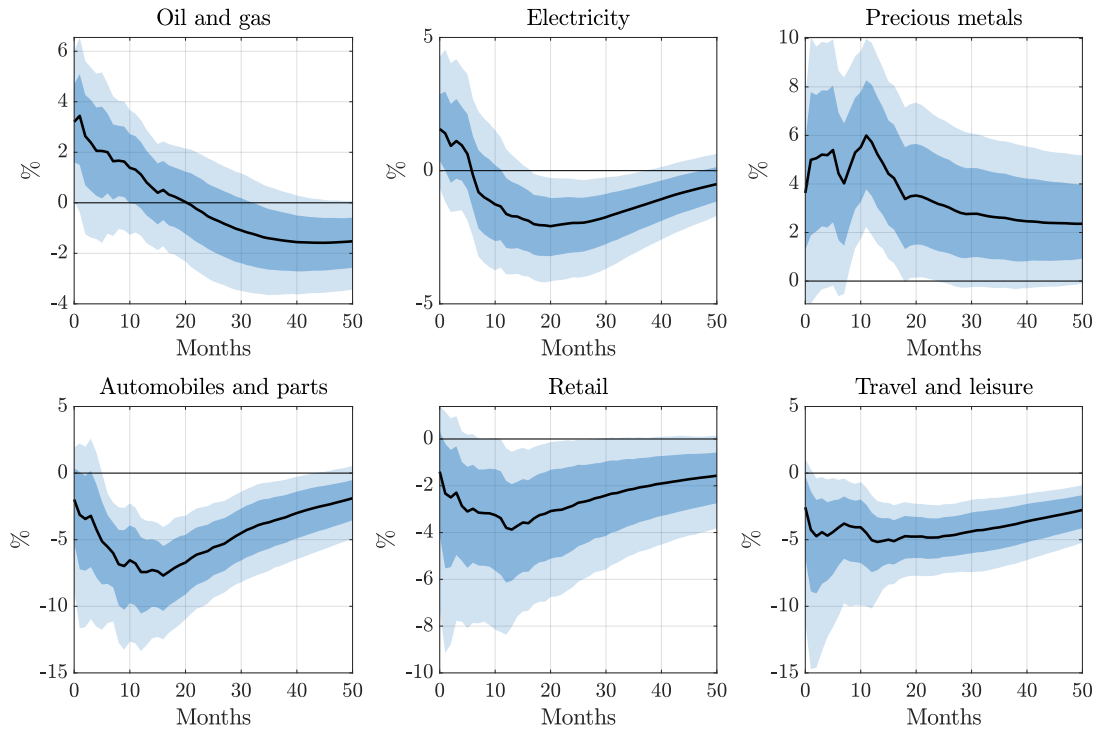 Oil and gas
6
4
2
0
-2
-4
%
0 10 20 30 40 50
Months
Electricity
5
0
-5
%
0 10 20 30 40 50
Months
Precious metals
10
8
6
4
2
0
%
0 10 20 30 40 50
Months
Automobiles and parts
5
0
-5
-10
-15
%
0 10 20 30 40 50
Months
Retail
0
-2
-4
-6
-8
-10
%
0 10 20 30 40 50
Months
Travel and leisure
5
0
-5
-10
-15
%
0 10 20 30 40 50
Months